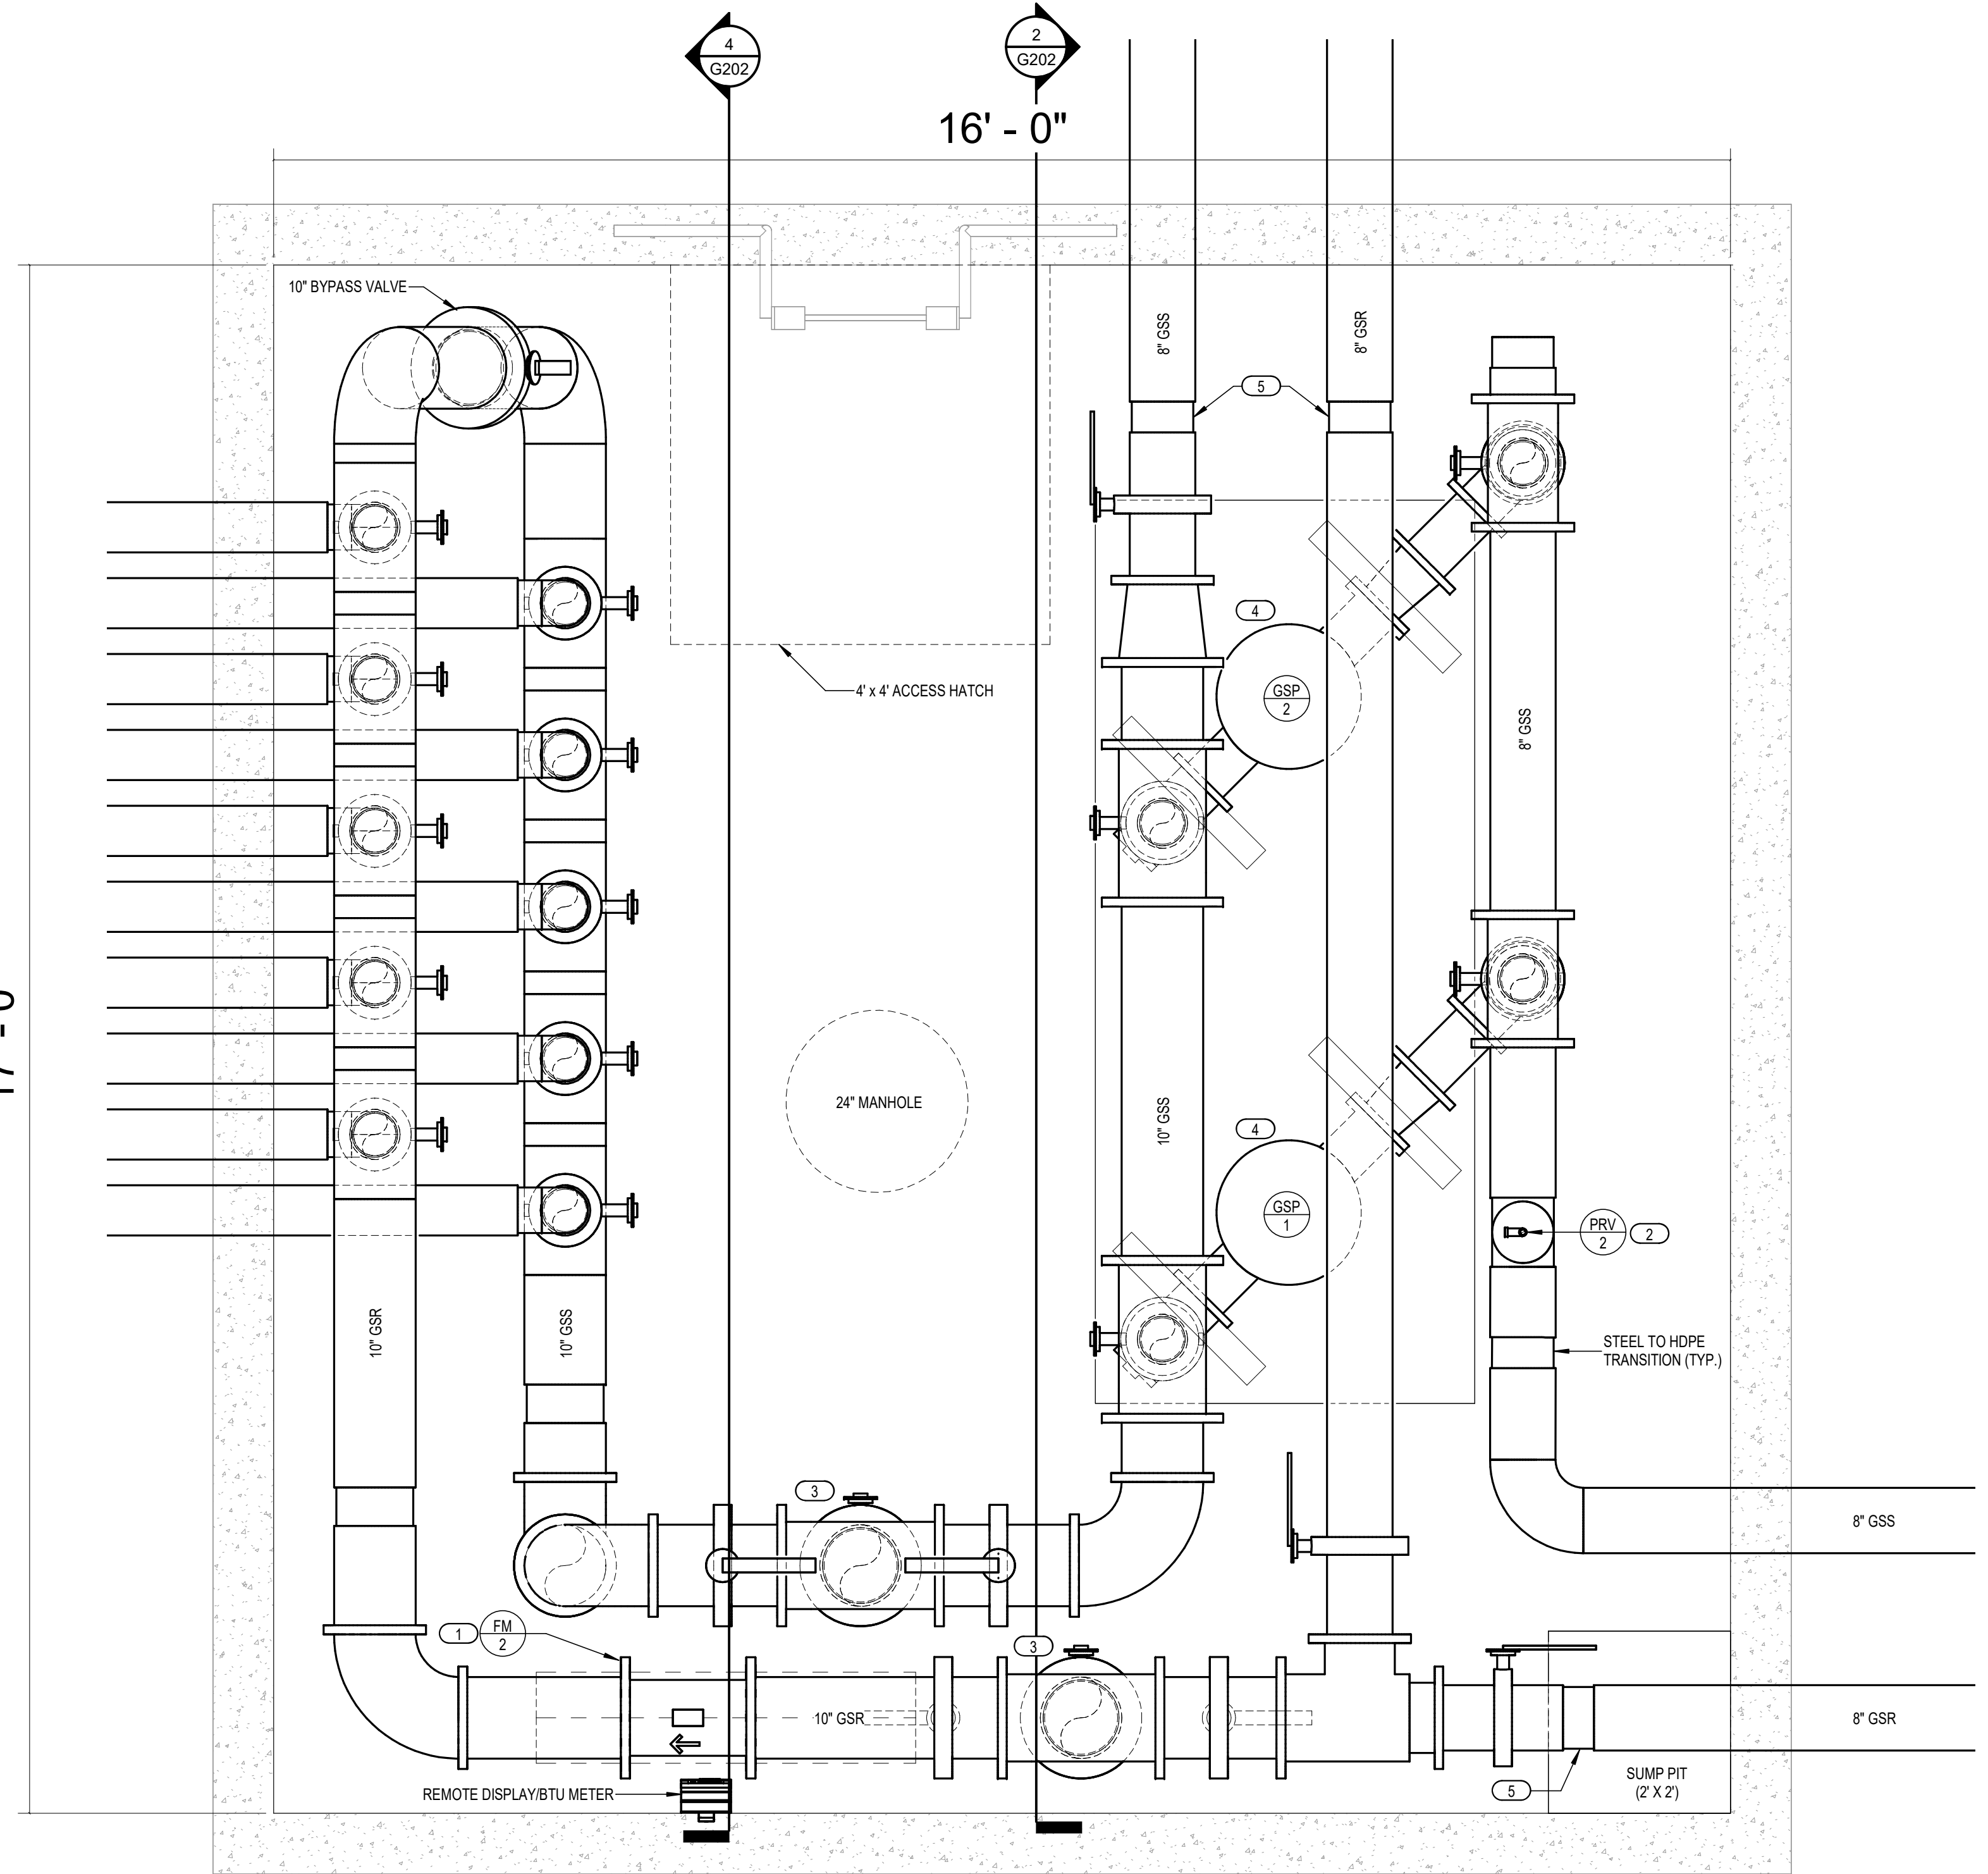 4
G202
2
G202
16' - 0"
10" BYPASS VALVE
8" GSS
8" GSR
5
4
4' x 4' ACCESS HATCH
GSP
2
8" GSS
24" MANHOLE
10" GSS
4
GSP
1
PRV
2
2
10" GSR
10" GSS
STEEL TO HDPE
TRANSITION (TYP.)
3
8" GSS
1
FM
2
3
10" GSR
8" GSR
REMOTE DISPLAY/BTU METER
5
SUMP PIT
(2' X 2')